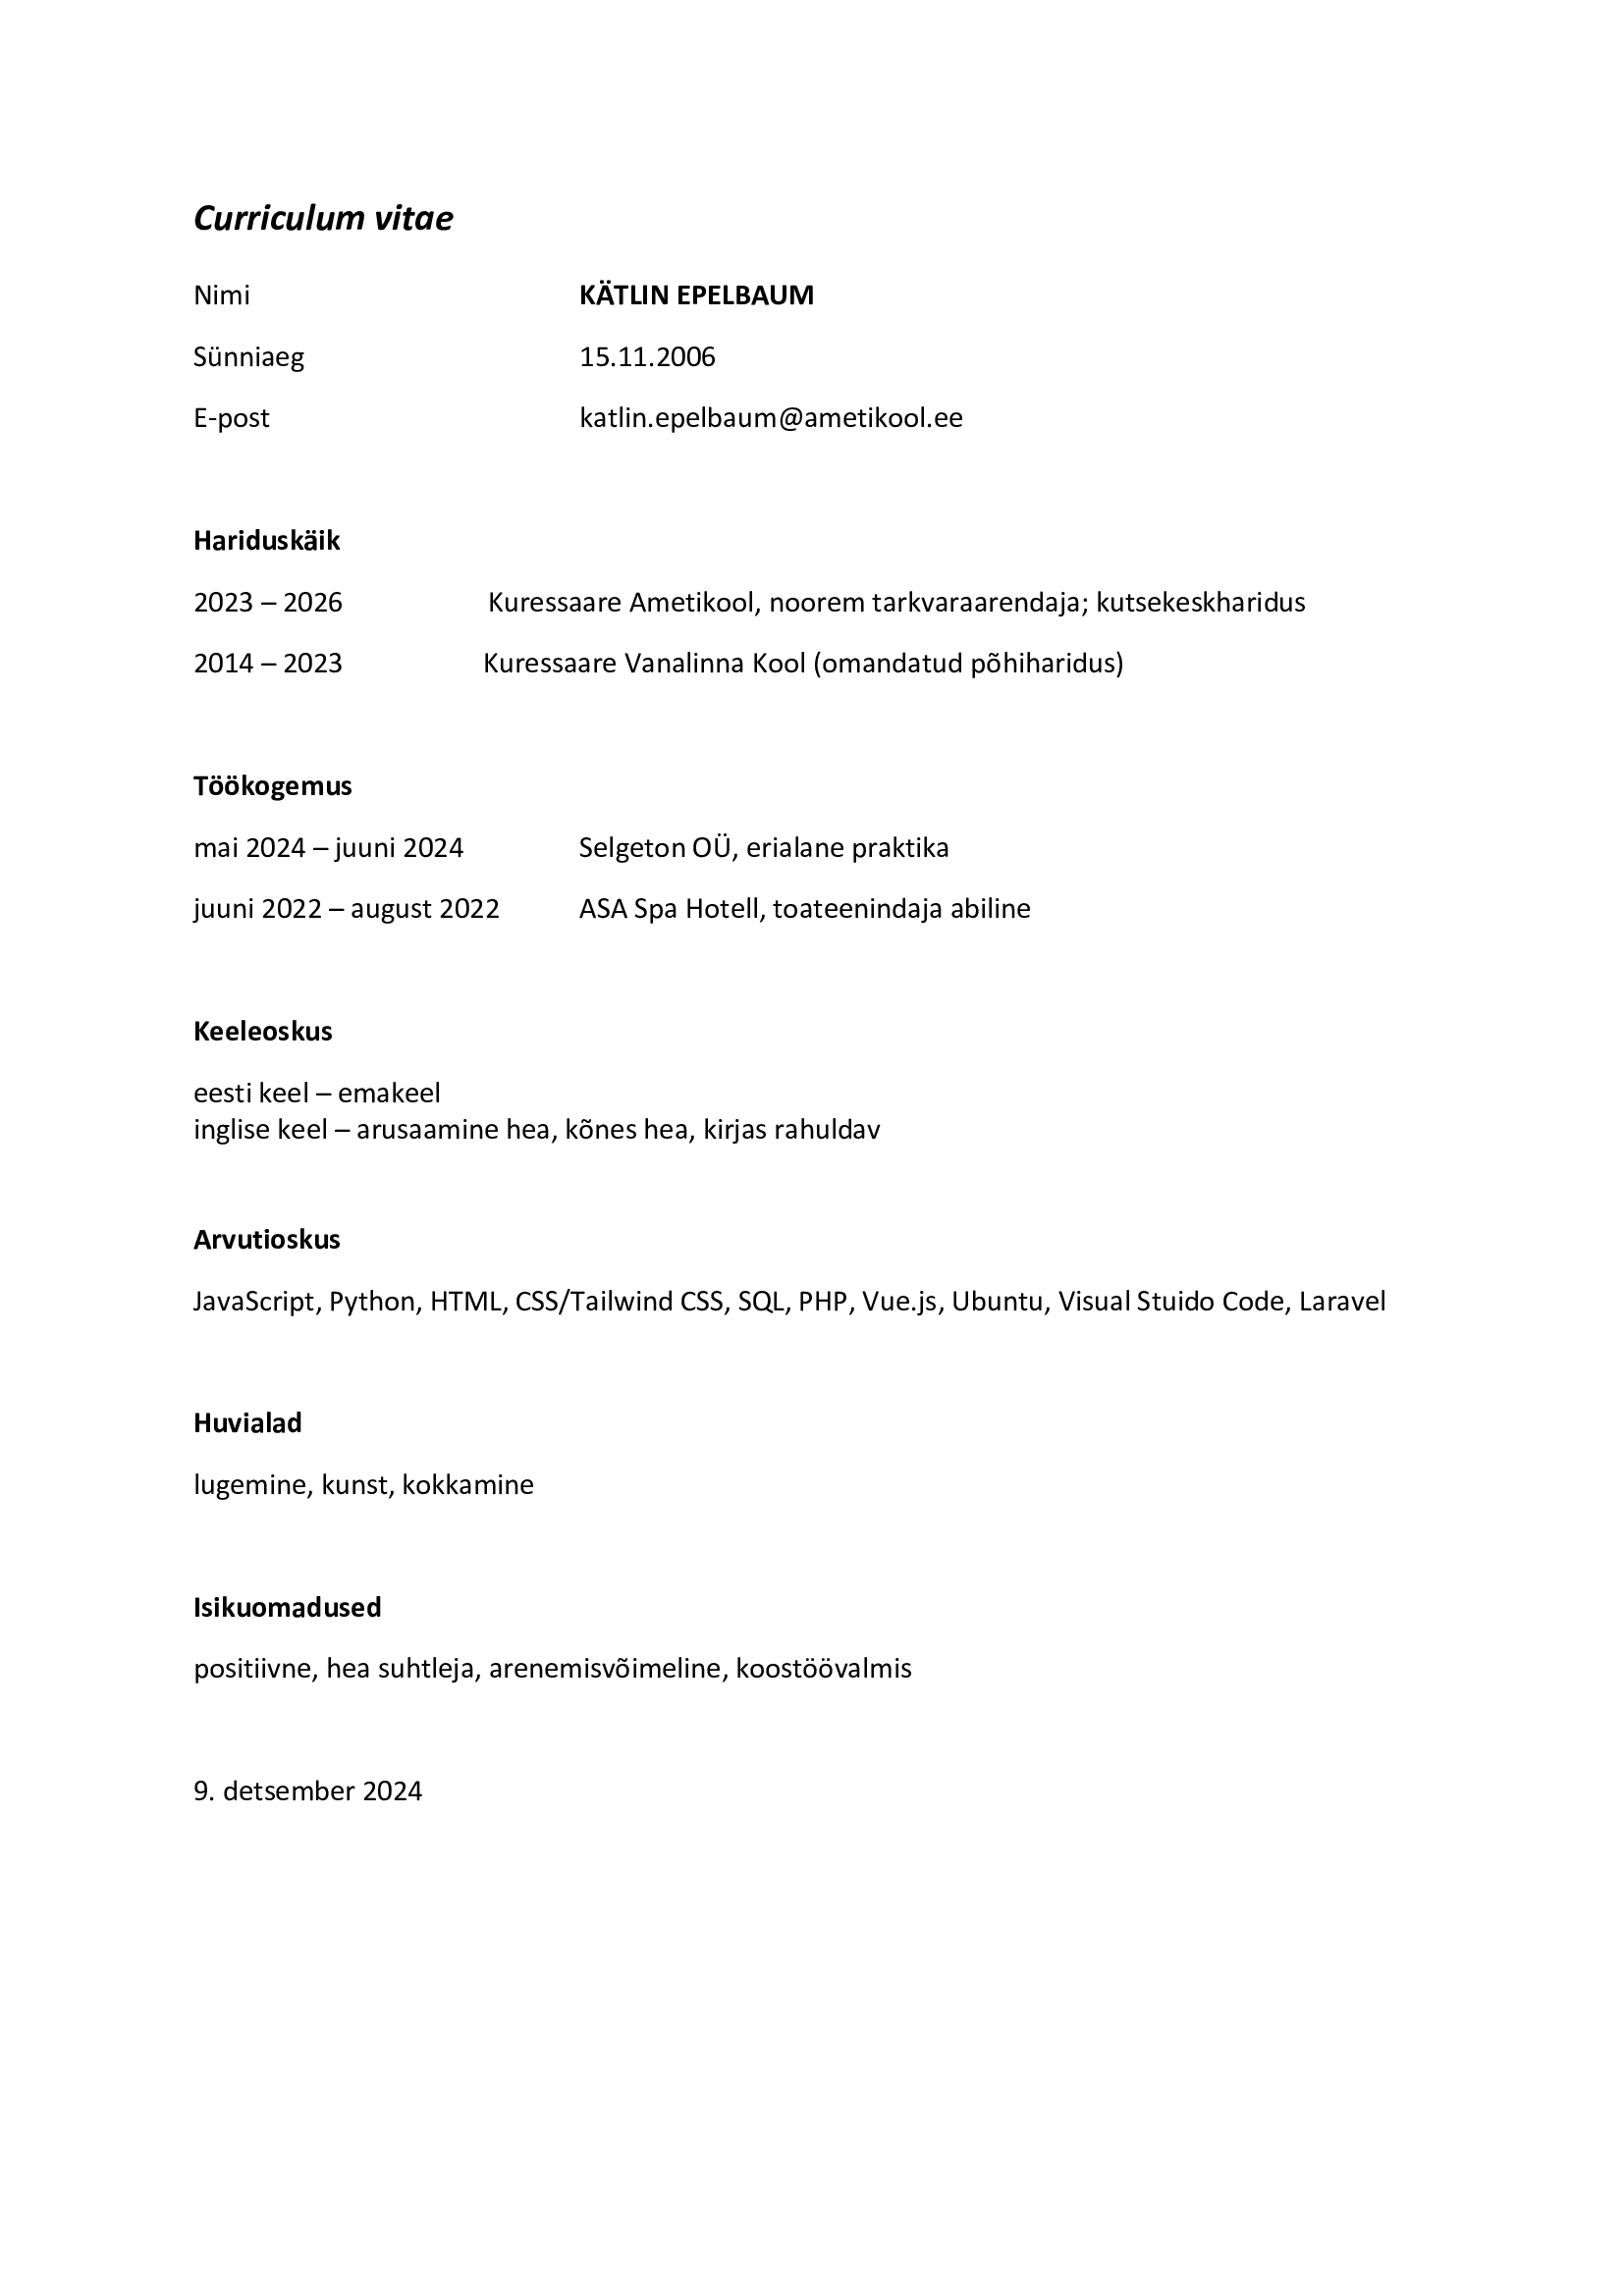 Curriculum vitae
Nimi KÄTLIN EPELBAUM
Sünniaeg 15.11.2006
E-post katlin.epelbaum@ametikool.ee
Hariduskäik
2023 – 2026 Kuressaare Ametikool, noorem tarkvaraarendaja; kutsekeskharidus
2014 – 2023 Kuressaare Vanalinna Kool (omandatud põhiharidus)
Töökogemus
mai 2024 – juuni 2024 Selgeton OÜ, erialane praktika
juuni 2022 – august 2022 ASA Spa Hotell, toateenindaja abiline
Keeleoskus
eesti keel – emakeel
inglise keel – arusaamine hea, kõnes hea, kirjas rahuldav
Arvutioskus
JavaScript, Python, HTML, CSS/Tailwind CSS, SQL, PHP, Vue.js, Ubuntu, Visual Stuido Code, Laravel
Huvialad
lugemine, kunst, kokkamine
Isikuomadused
positiivne, hea suhtleja, arenemisvõimeline, koostöövalmis
9. detsember 2024